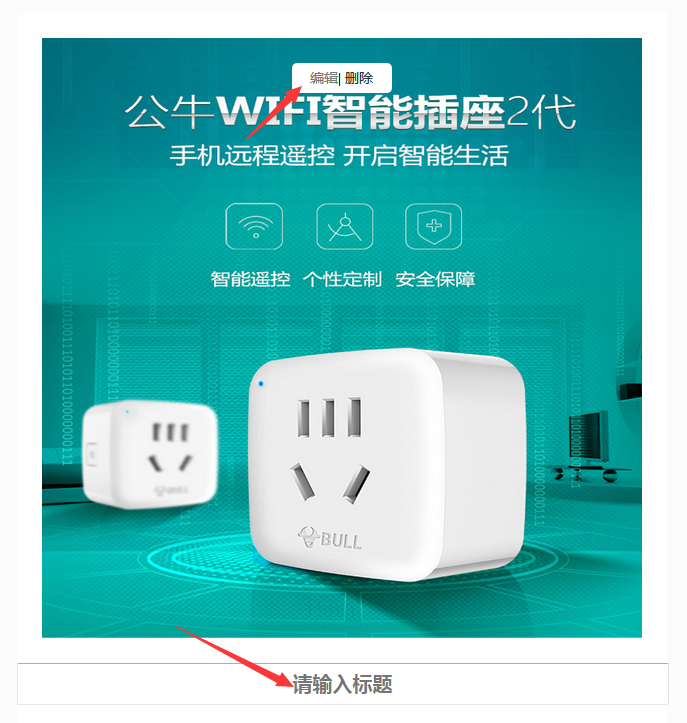 编辑| 删除
公牛WIFI智能插座2代
手机远程遥控 开启智能生活
智能遥控 个性定制 安全保障
BULL
BULL
请输入标题